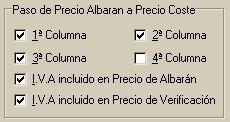 Paso de Precio Albaran a Precio Coste
1ª Columna 2ª Columna
3ª Columna 4ª Columna
I.V.A incluido en Precio de Albarán
I.V.A incluido en Precio de Verificación